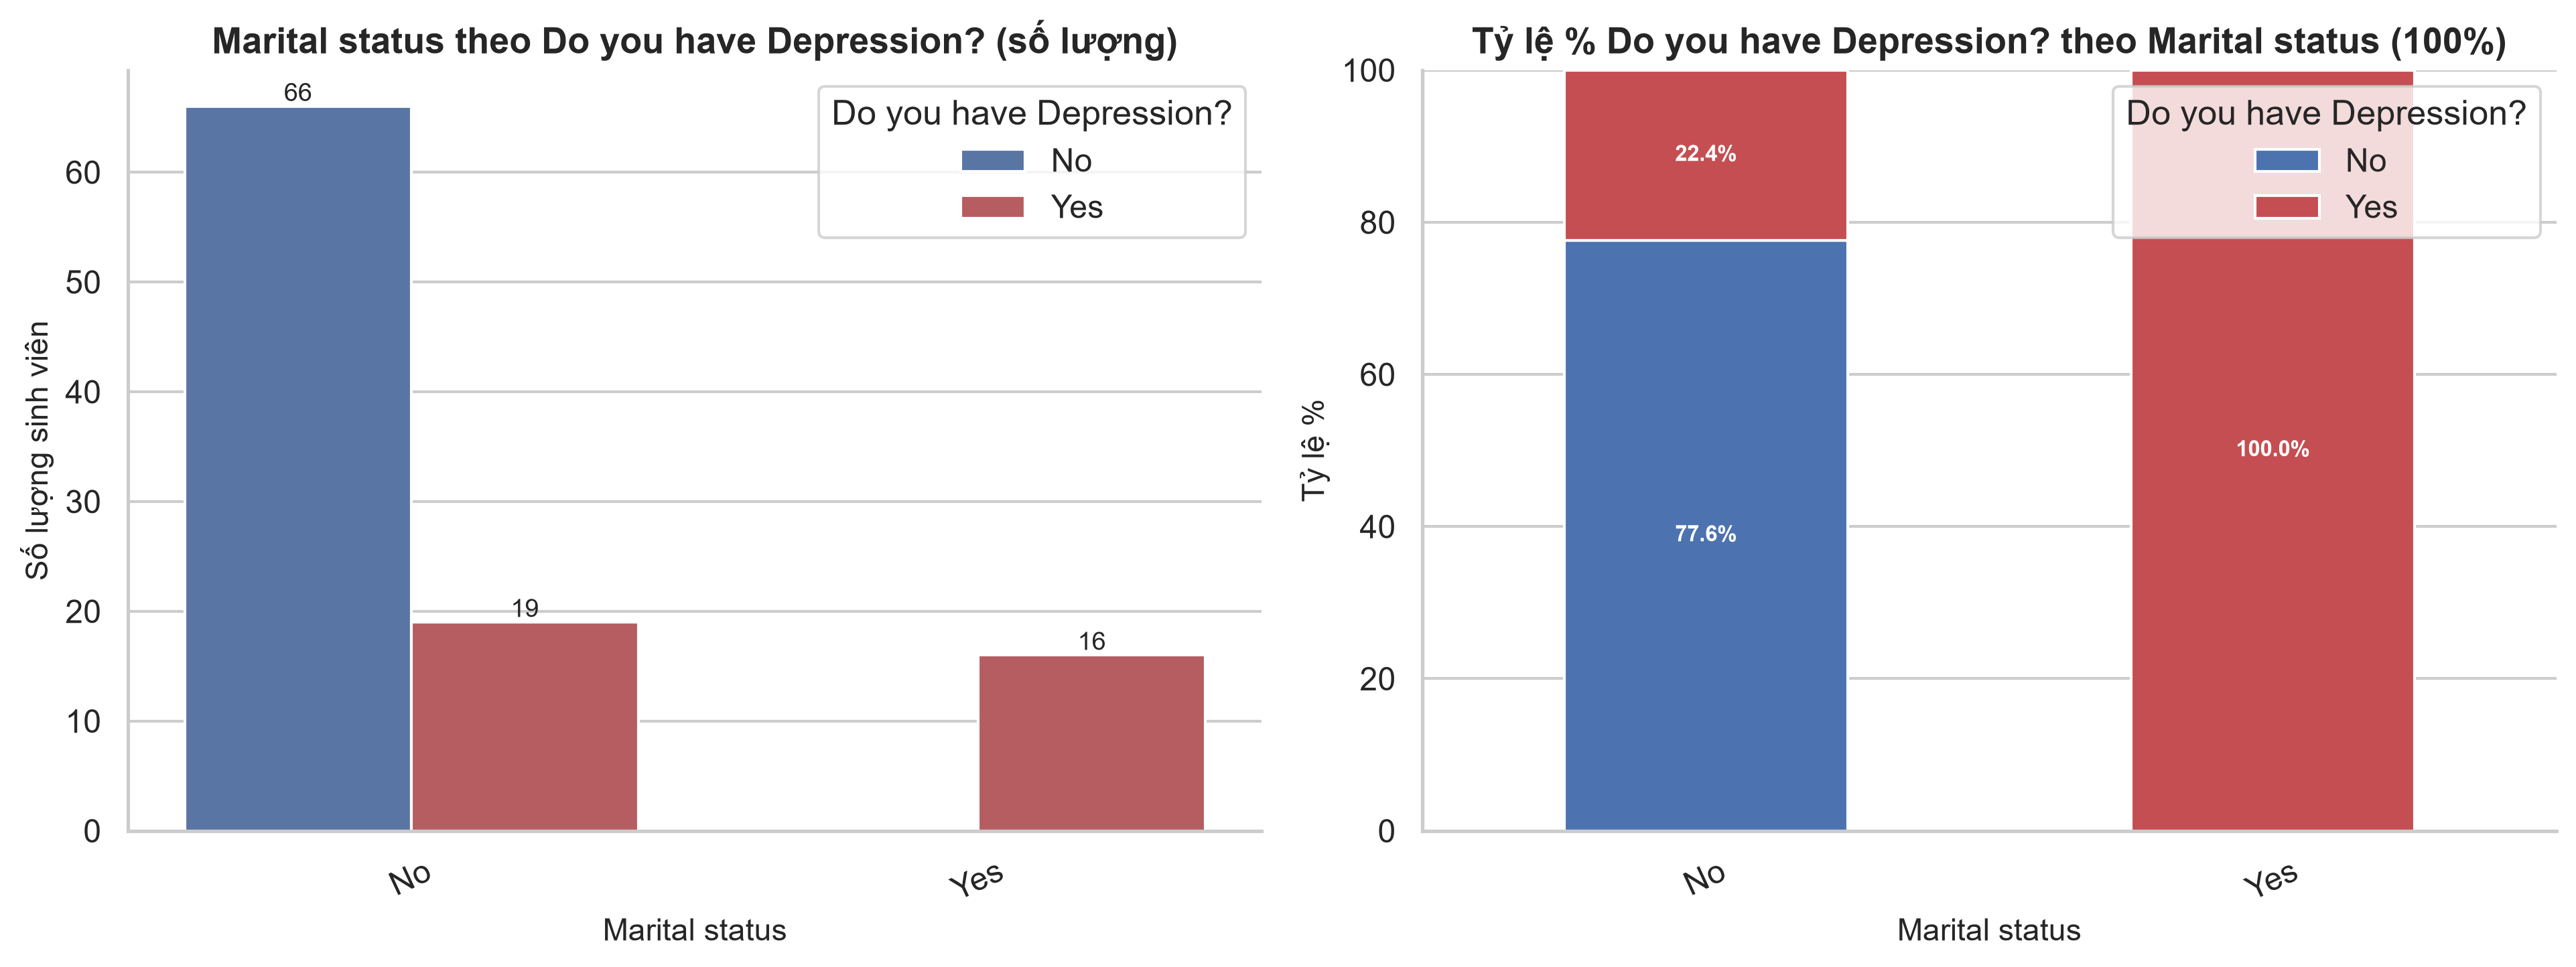 Marital status theo Do you have Depression? (số lượng)
Số lượng sinh viên
60
50
40
30
20
10
0
66
19
16
Do you have Depression?
No
Yes
No
Yes
Marital status
Tỷ lệ % Do you have Depression? theo Marital status (100%)
Tỷ lệ %
100
80
60
40
20
0
22.4%
77.6%
100.0%
Do you have Depression?
No
Yes
No
Yes
Marital status